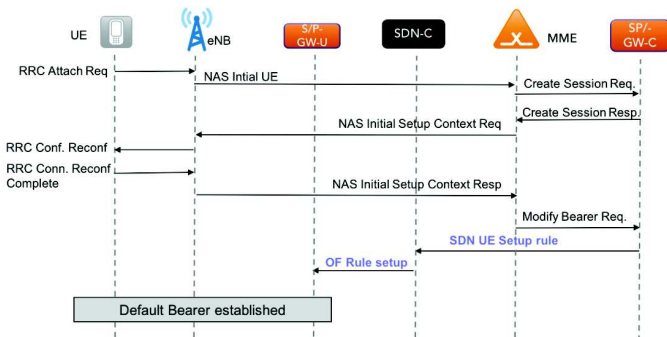 UE
eNB
S/P-
GW-U
SDN-C
MME
SP/-
GW-C
RRC Attach Req
NAS Intial UE
Create Session Req.
Create Session Resp.
NAS Initial Setup Context Req
RRC Conf. Reconf
RRC Conn. Reconf
Complete
NAS Initial Setup Context Resp
Modify Bearer Req.
SDN UE Setup rule
OF Rule setup
Default Bearer established